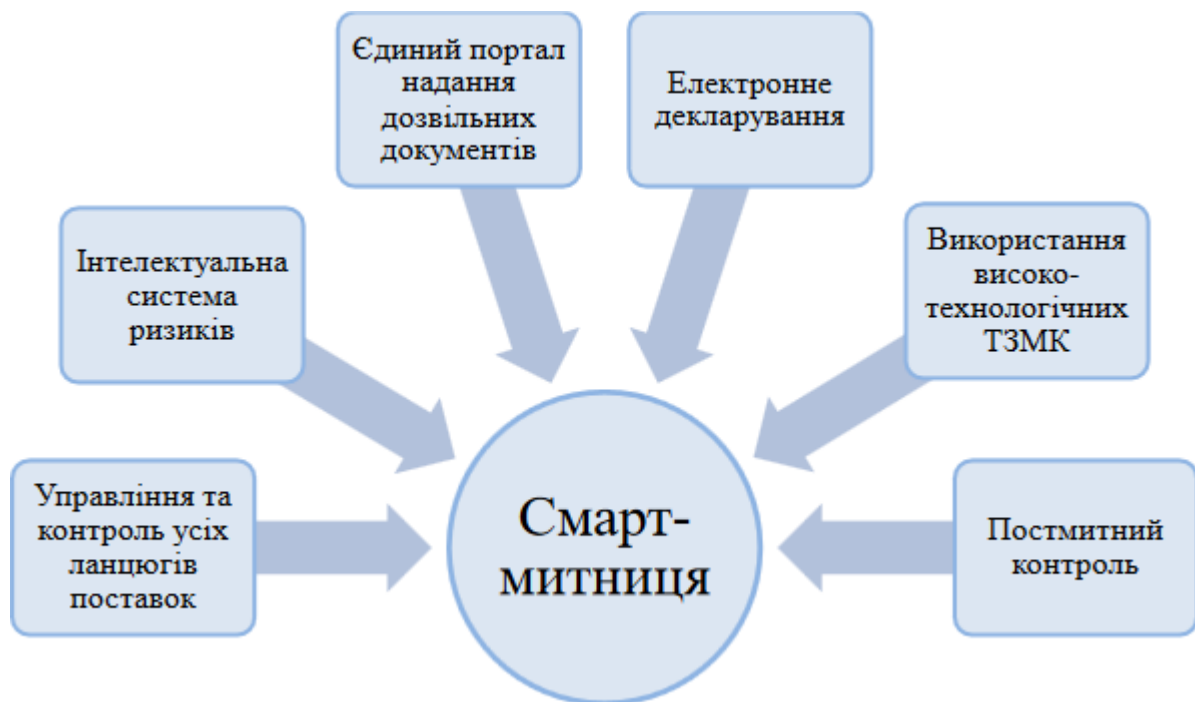 Єдиний портал
надання
дозвільних
документів
Електронне
декларування
Інтелектуальна
система
ризиків
Використання
високо-
технологічних
ТЗМК
Управління та
контроль усіх
ланцюгів
поставок
Смарт-
митниця
Постмитний
контроль